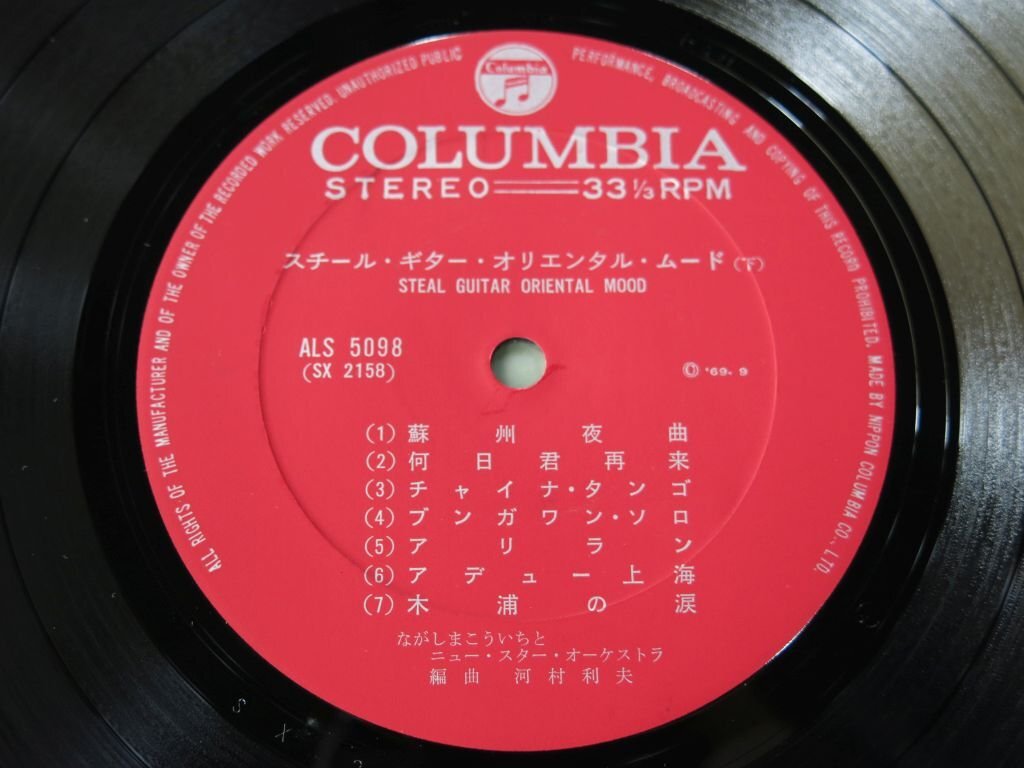 Columbia
COLUMBIA
STEREO 33 1/3 RPM
スチール・ギター・オリエンタル・ムード(下)
STEAL GUITAR ORIENTAL MOOD
ALS 5098
(SX 2158)
Ⓒ '69. 9
(1) 蘇州夜曲
(2) 何日君再来
(3) チャイナ・タンゴ
(4) ブンガワン・ソロ
(5) アリラン
(6) アデュー上海
(7) 木浦の涙
ながしまこういちと
ニュー・スター・オーケストラ
編曲 河村利夫
ALL RIGHTS OF THE MANUFACTURER AND OF THE OWNER OF THE RECORDED WORK RESERVED. UNAUTHORIZED PUBLIC PERFORMANCE, BROADCASTING AND COPYING OF THIS RECORD PROHIBITED. MADE BY NIPPON COLUMBIA CO., LTD.
S X 2